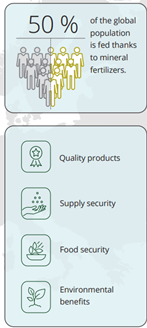 50 %
of the global
population
is fed thanks
to mineral
fertilizers.
Quality products
Supply security
Food security
Environmental
benefits